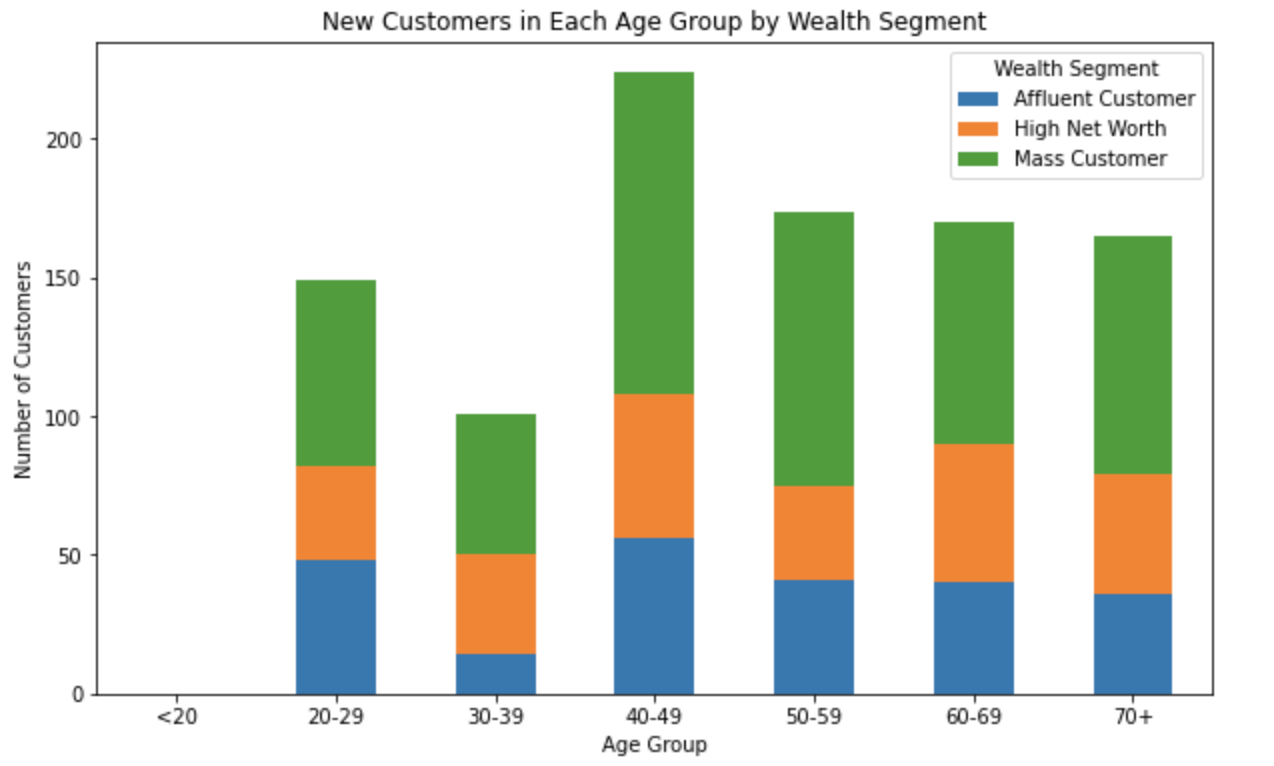 New Customers in Each Age Group by Wealth Segment
Wealth Segment
Affluent Customer
High Net Worth
Mass Customer
Number of Customers
200
150
100
50
0
<20 20-29 30-39 40-49 50-59 60-69 70+
Age Group